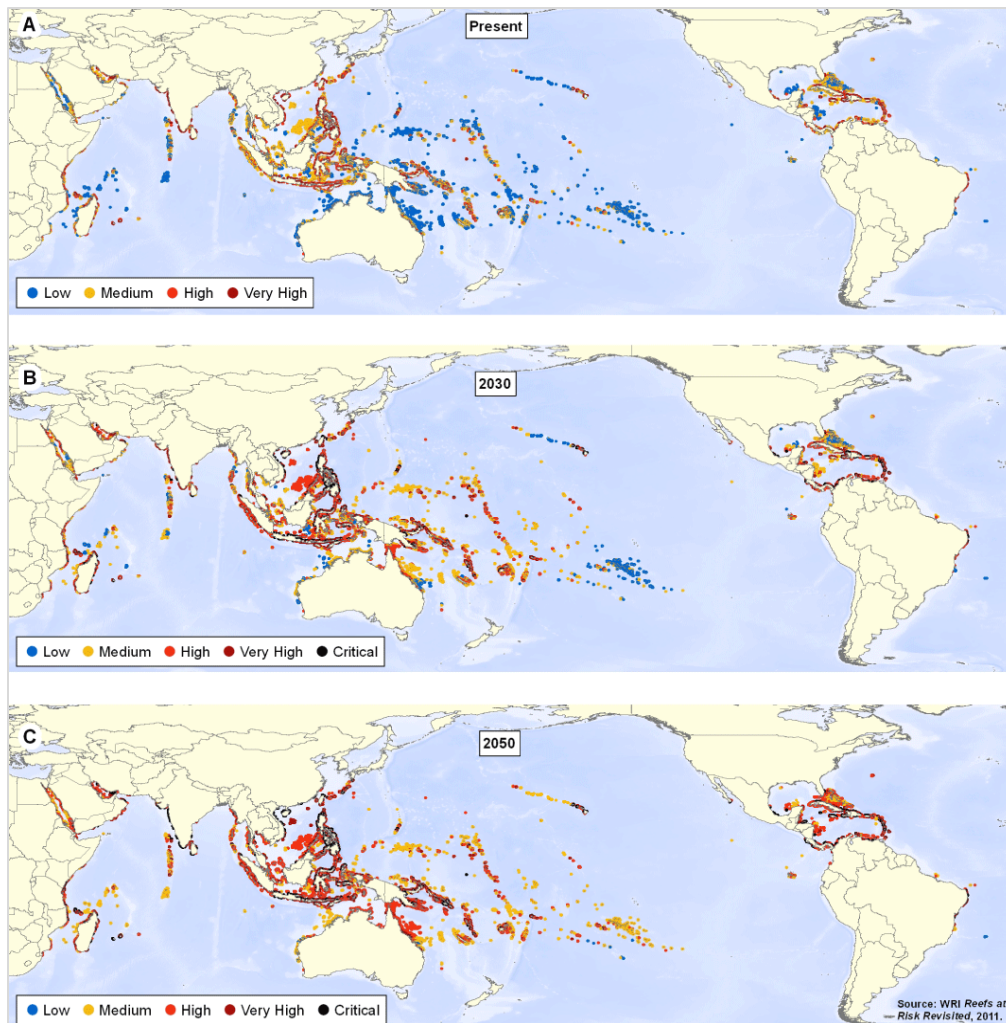 A
Present
Low Medium High Very High
B
2030
Low Medium High Very High Critical
C
2050
Low Medium High Very High Critical
Source: WRI Reefs at
Risk Revisited, 2011.